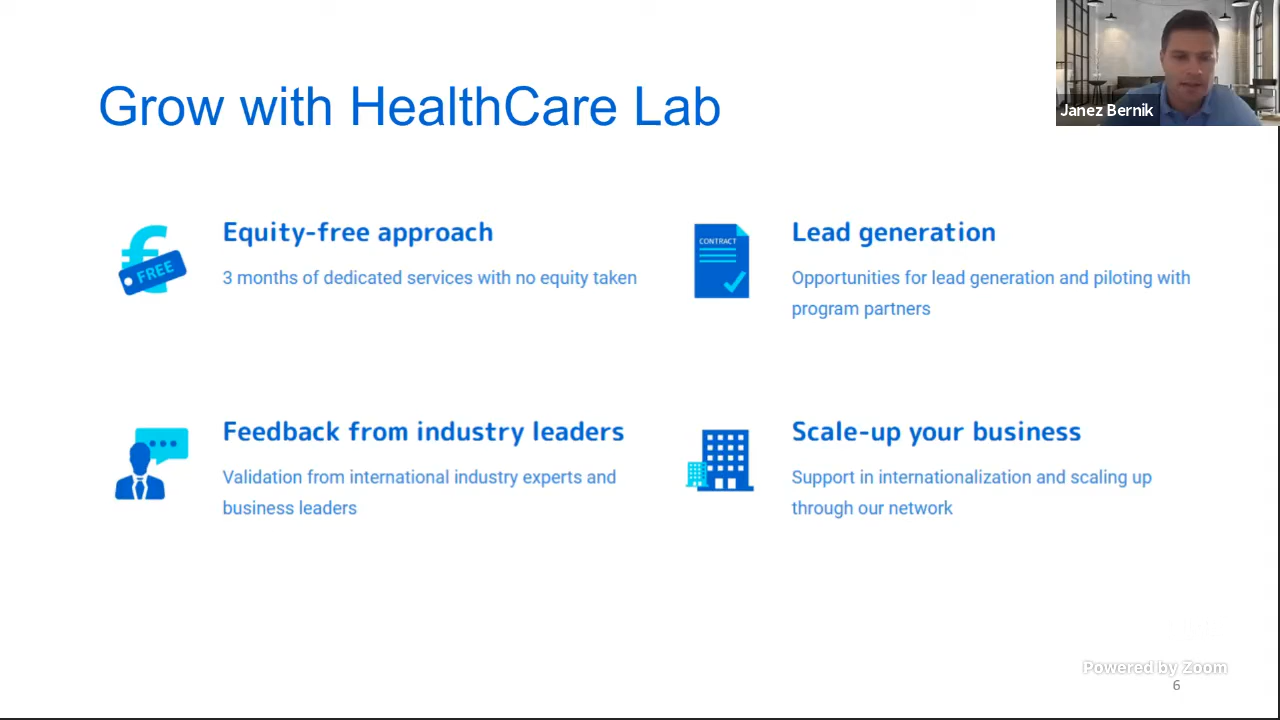 Janez Bernik
Grow with HealthCare Lab
£
FREE
Equity-free approach
3 months of dedicated services with no equity taken
CONTRACT
Lead generation
Opportunities for lead generation and piloting with
program partners
Feedback from industry leaders
Validation from international industry experts and
business leaders
Scale-up your business
Support in internationalization and scaling up
through our network
Powered by Zoom
6